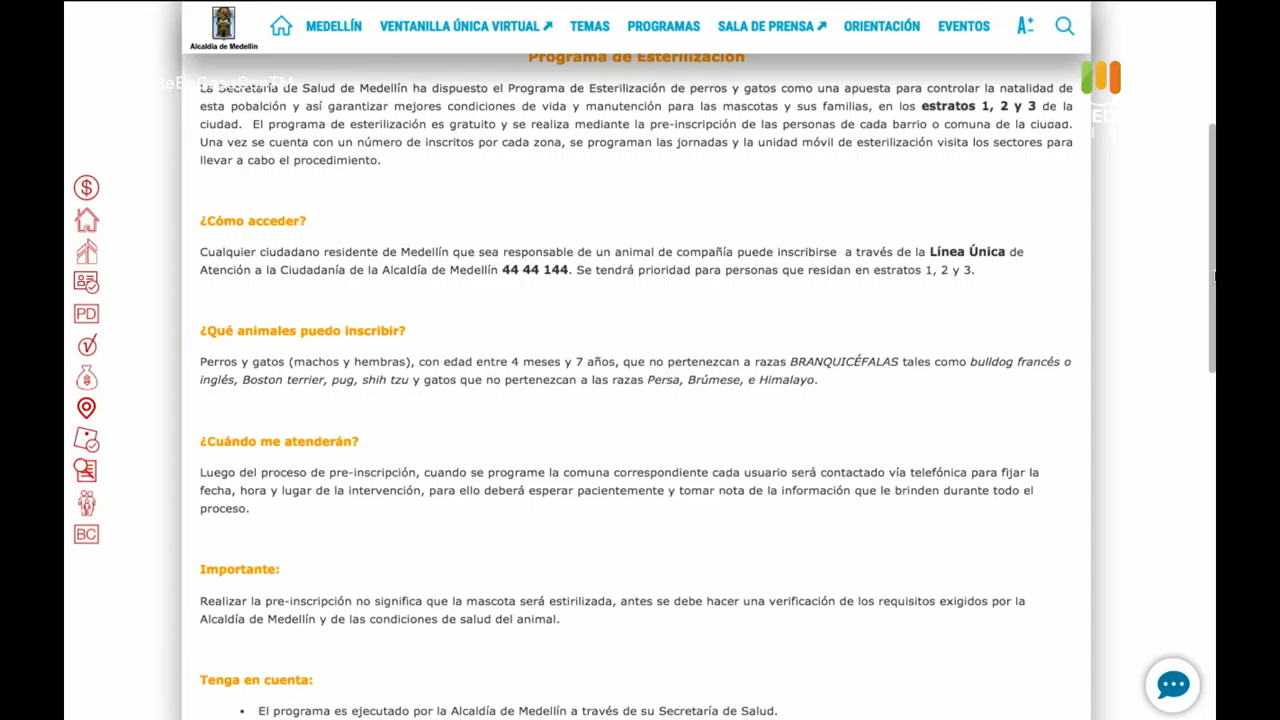 Alcaldía de Medellín
MEDELLÍN
VENTANILLA ÚNICA VIRTUAL
TEMAS
PROGRAMAS
SALA DE PRENSA
ORIENTACIÓN
EVENTOS
A
Programa de Esterilización
La Secretaría de Salud de Medellín ha dispuesto el Programa de Esterilización de perros y gatos como una apuesta para controlar la natalidad de
esta pobalción y así garantizar mejores condiciones de vida y manutención para las mascotas y sus familias, en los estratos 1, 2 y 3 de la
ciudad. El programa de esterilización es gratuito y se realiza mediante la pre-inscripción de las personas de cada barrio o comuna de la ciudad.
Una vez se cuenta con un número de inscritos por cada zona, se programan las jornadas y la unidad móvil de esterilización visita los sectores para
llevar a cabo el procedimiento.
¿Cómo acceder?
Cualquier ciudadano residente de Medellín que sea responsable de un animal de compañía puede inscribirse a través de la Línea Única de
Atención a la Ciudadanía de la Alcaldía de Medellín 44 44 144. Se tendrá prioridad para personas que residan en estratos 1, 2 y 3.
¿Qué animales puedo inscribir?
Perros y gatos (machos y hembras), con edad entre 4 meses y 7 años, que no pertenezcan a razas BRANQUICÉFALAS tales como bulldog francés o
inglés, Boston terrier, pug, shih tzu y gatos que no pertenezcan a las razas Persa, Brúmese, e Himalayo.
¿Cuándo me atenderán?
Luego del proceso de pre-inscripción, cuando se programe la comuna correspondiente cada usuario será contactado vía telefónica para fijar la
fecha, hora y lugar de la intervención, para ello deberá esperar pacientemente y tomar nota de la información que le brinden durante todo el
proceso.
Importante:
Realizar la pre-inscripción no significa que la mascota será estirilizada, antes se debe hacer una verificación de los requisitos exigidos por la
Alcaldía de Medellín y de las condiciones de salud del animal.
Tenga en cuenta:
• El programa es ejecutado por la Alcaldía de Medellín a través de su Secretaría de Salud.
PD
BC